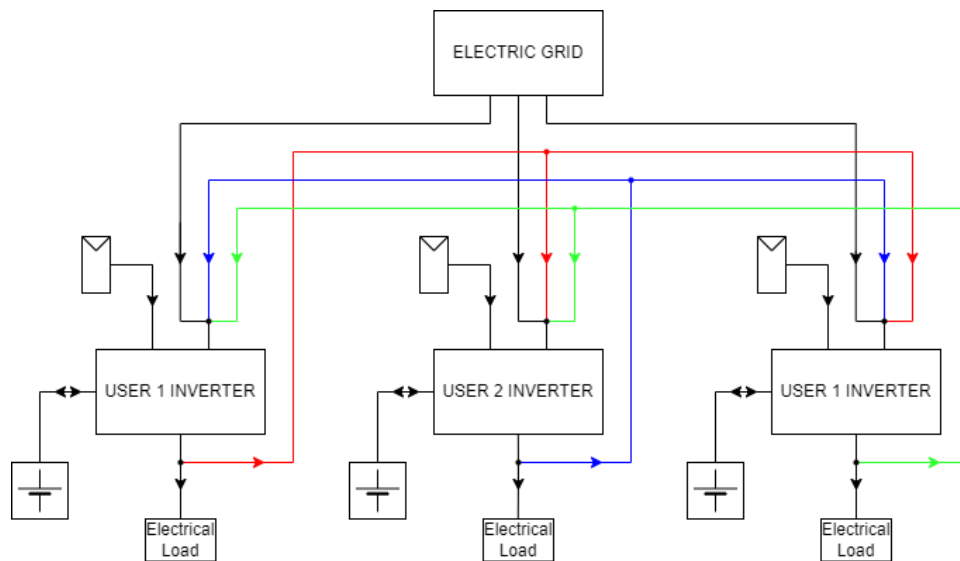 ELECTRIC GRID
USER 1 INVERTER
USER 2 INVERTER
USER 1 INVERTER
Electrical
Load
Electrical
Load
Electrical
Load